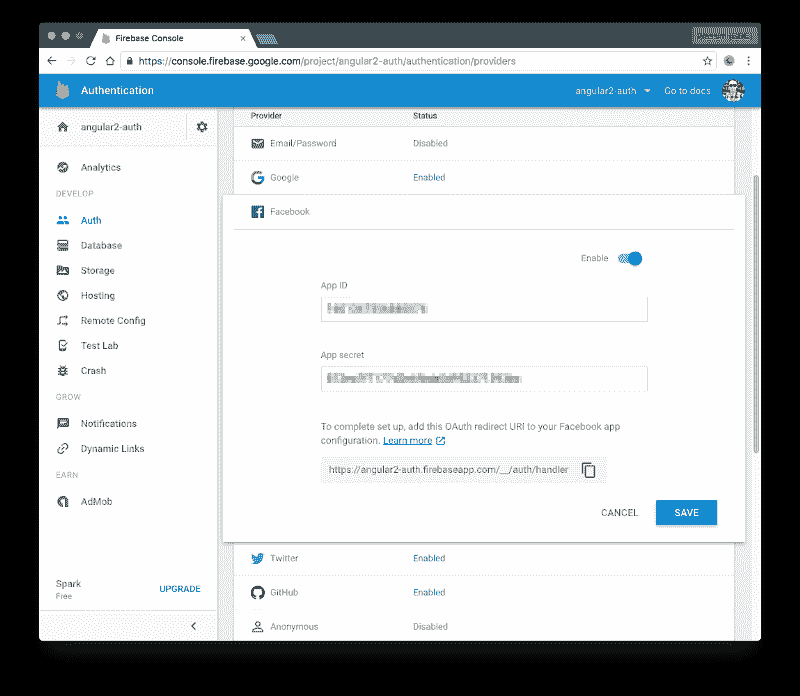 Firebase Console
https://console.firebase.google.com/project/angular2-auth/authentication/providers
Authentication
angular2-auth
Go to docs
angular2-auth
Analytics
DEVELOP
Auth
Database
Storage
Hosting
Remote Config
Test Lab
Crash
GROW
Notifications
Dynamic Links
EARN
AdMob
Spark
Free
UPGRADE
Provider Status
Email/Password Disabled
Google Enabled
Facebook
Enable
App ID
App secret
To complete set up, add this OAuth redirect URI to your Facebook app
configuration. Learn more
https://angular2-auth.firebaseapp.com/__/auth/handler
CANCEL SAVE
Twitter Enabled
GitHub Enabled
Anonymous Disabled